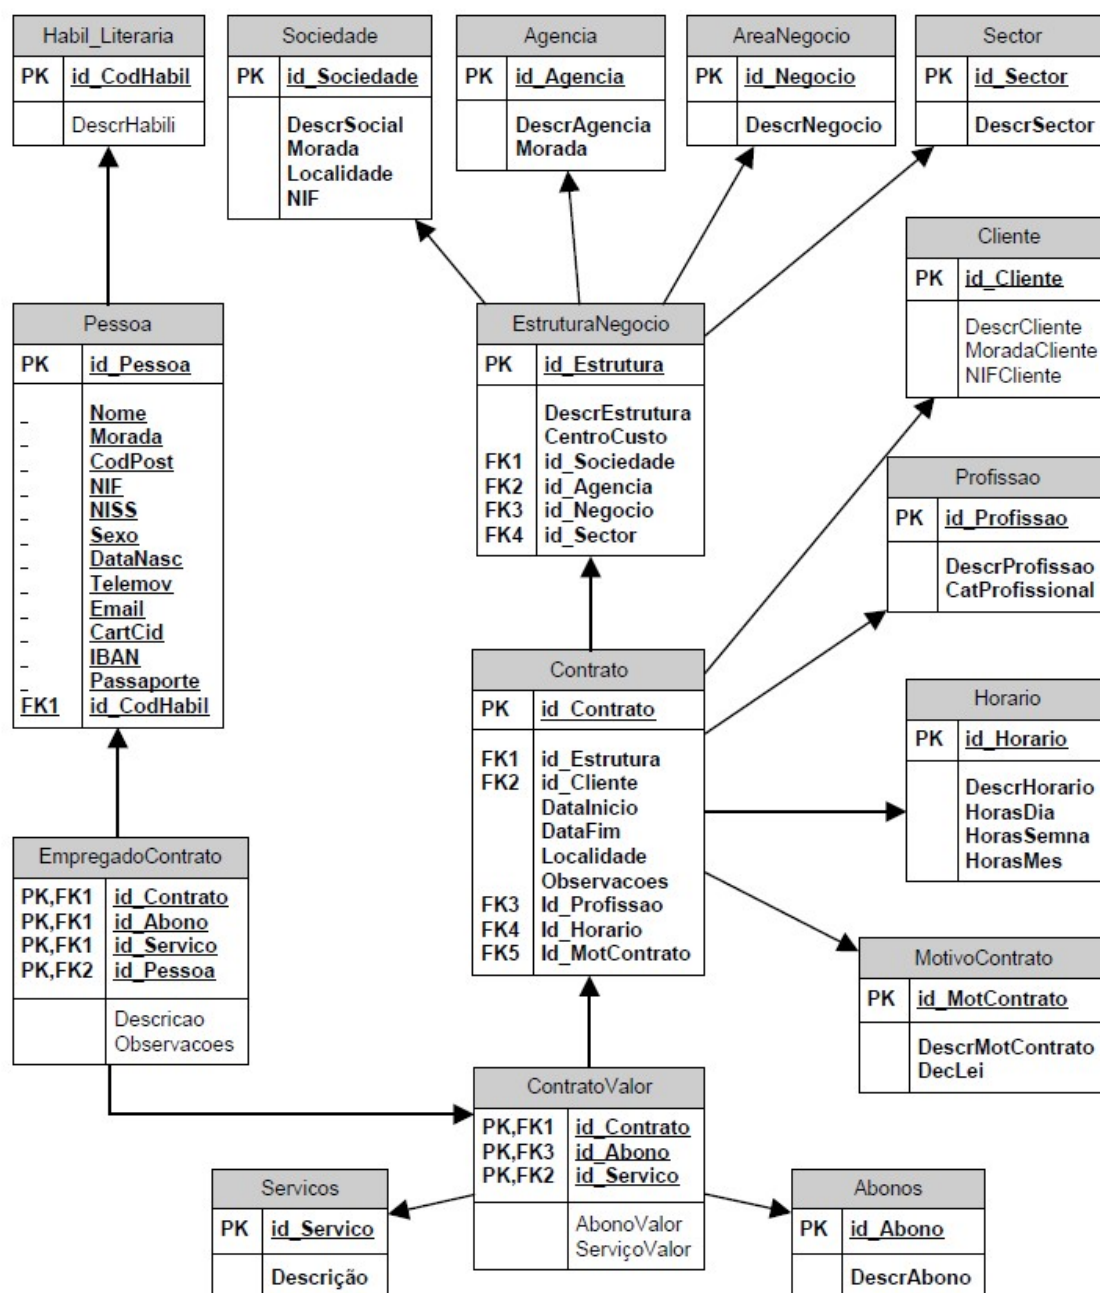 Habil_Literaria
PK id_CodHabil
DescrHabili
Sociedade
PK id_Sociedade
DescrSocial
Morada
Localidade
NIF
Agencia
PK id_Agencia
DescrAgencia
Morada
AreaNegocio
PK id_Negocio
DescrNegocio
Sector
PK id_Sector
DescrSector
Cliente
PK id_Cliente
DescrCliente
MoradaCliente
NIFCliente
Pessoa
PK id_Pessoa
_ Nome
_ Morada
_ CodPost
_ NIF
_ NISS
_ Sexo
_ DataNasc
_ Telemov
_ Email
_ CartCid
_ IBAN
_ Passaporte
FK1 id_CodHabil
EstruturaNegocio
PK id_Estrutura
DescrEstrutura
CentroCusto
FK1 id_Sociedade
FK2 id_Agencia
FK3 id_Negocio
FK4 id_Sector
Profissao
PK id_Profissao
DescrProfissao
CatProfissional
Contrato
PK id_Contrato
FK1 id_Estrutura
FK2 id_Cliente
DataInicio
DataFim
Localidade
Observacoes
FK3 Id_Profissao
FK4 Id_Horario
FK5 Id_MotContrato
Horario
PK id_Horario
DescrHorario
HorasDia
HorasSemna
HorasMes
EmpregadoContrato
PK,FK1 id_Contrato
PK,FK1 id_Abono
PK,FK1 id_Servico
PK,FK2 id_Pessoa
Descricao
Observacoes
MotivoContrato
PK id_MotContrato
DescrMotContrato
DecLei
ContratoValor
PK,FK1 id_Contrato
PK,FK3 id_Abono
PK,FK2 id_Servico
AbonoValor
ServiçoValor
Servicos
PK id_Servico
Descrição
Abonos
PK id_Abono
DescrAbono